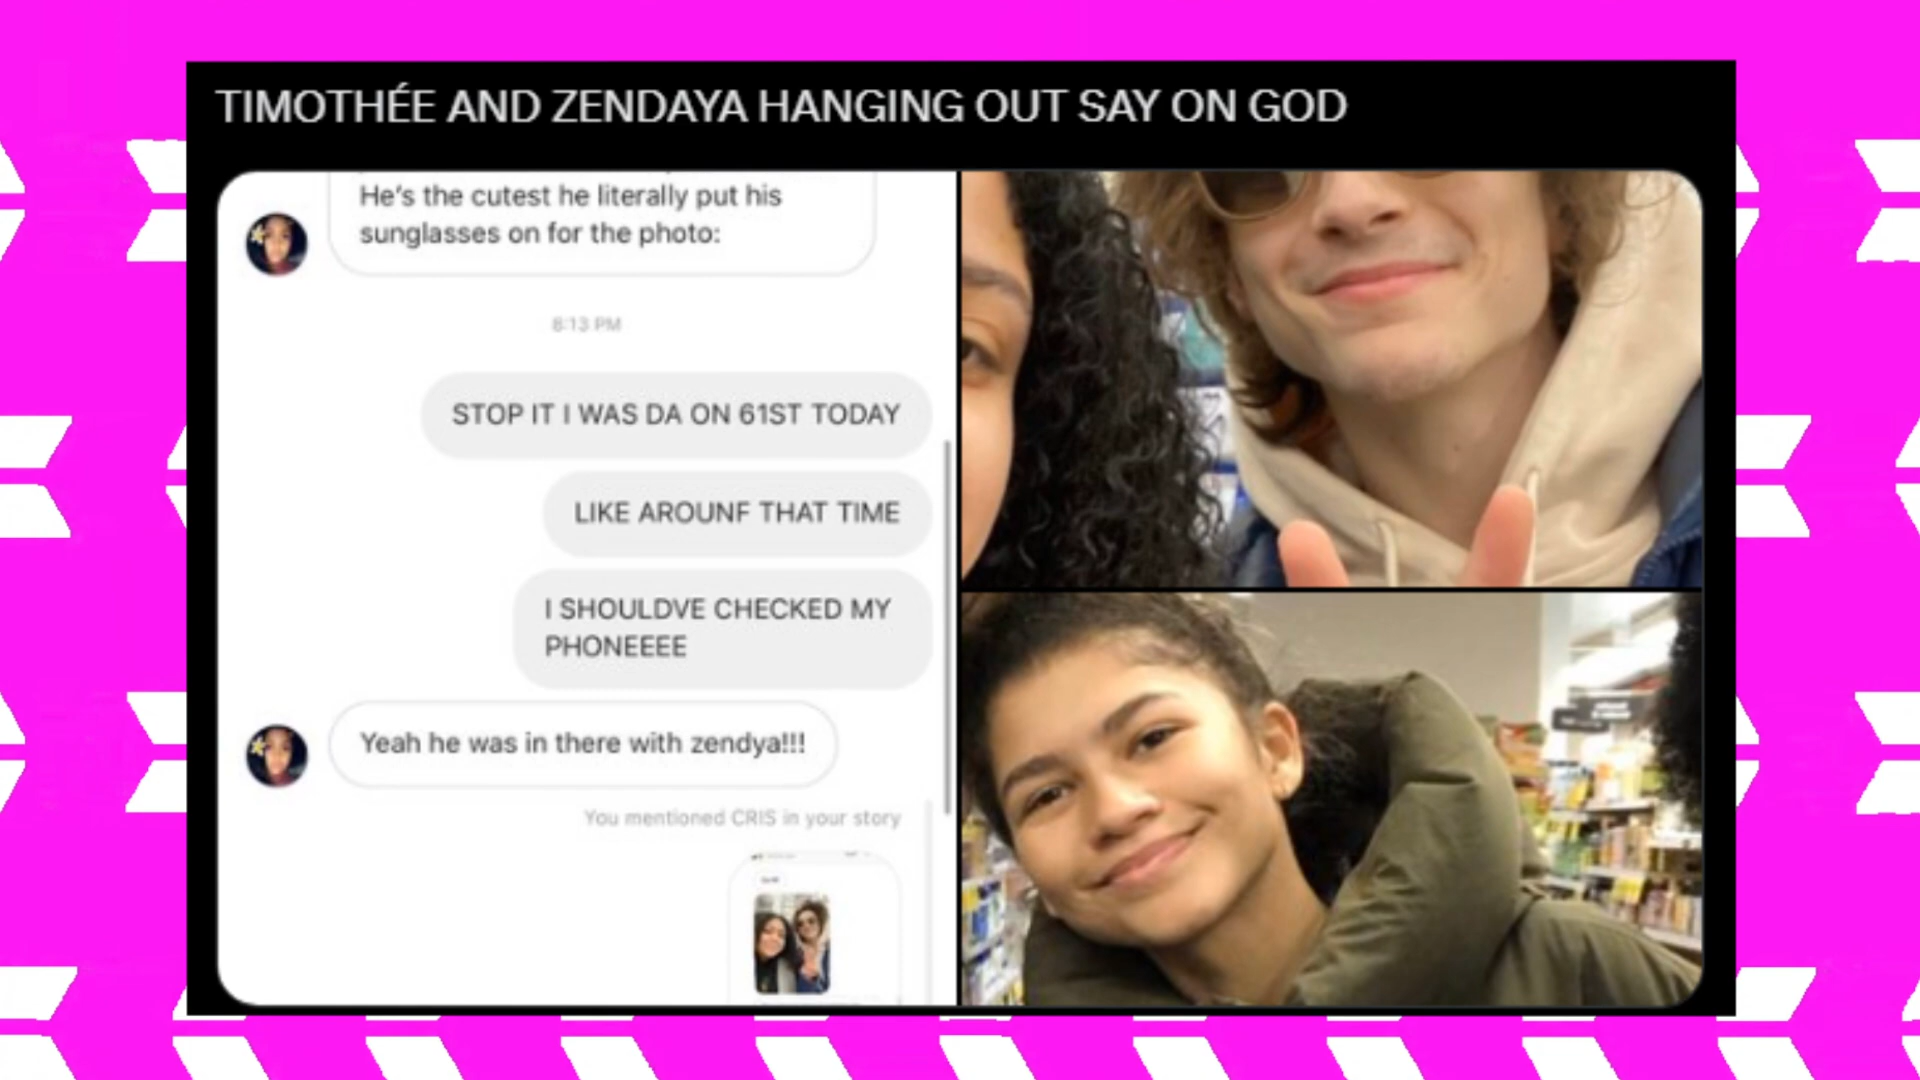 TIMOTHÉE AND ZENDAYA HANGING OUT SAY ON GOD
He's the cutest he literally put his
sunglasses on for the photo:
8:13 PM
STOP IT I WAS DA ON 61ST TODAY
LIKE AROUNF THAT TIME
I SHOULDVE CHECKED MY
PHONEEEE
Yeah he was in there with zendya!!!
You mentioned CRIS in your story